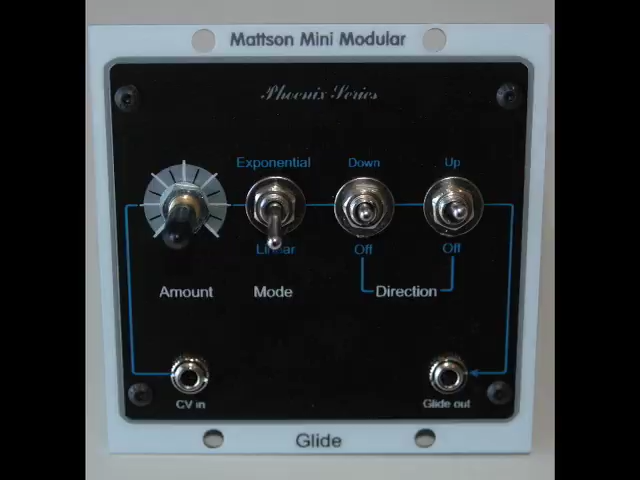 Mattson Mini Modular
Phoenix Series
Exponential Down Up
Linear Off Off
Amount Mode Direction
CV in Glide out
Glide